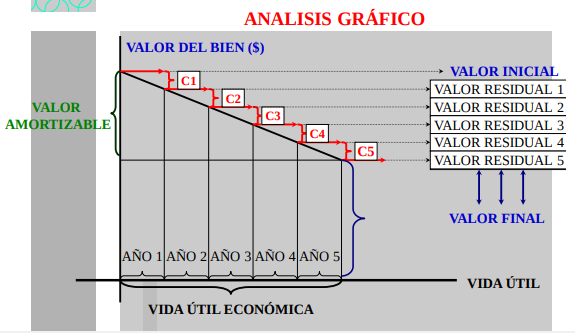 ANALISIS GRÁFICO
VALOR DEL BIEN ($)
VALOR INICIAL
C1
VALOR RESIDUAL 1
C2
VALOR RESIDUAL 2
VALOR
AMORTIZABLE
C3
VALOR RESIDUAL 3
C4
VALOR RESIDUAL 4
C5
VALOR RESIDUAL 5
VALOR FINAL
AÑO 1 AÑO 2 AÑO 3 AÑO 4 AÑO 5
VIDA ÚTIL
VIDA ÚTIL ECONÓMICA